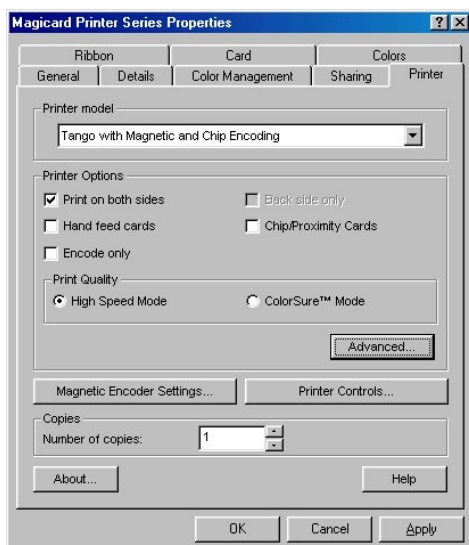 Magicard Printer Series Properties
Ribbon Card Colors
General Details Color Management Sharing Printer
Printer model
Tango with Magnetic and Chip Encoding
Printer Options
Print on both sides Back side only
Hand feed cards Chip/Proximity Cards
Encode only
Print Quality
High Speed Mode ColorSure™ Mode
Advanced...
Magnetic Encoder Settings... Printer Controls...
Copies
Number of copies: 1
About... Help
OK Cancel Apply